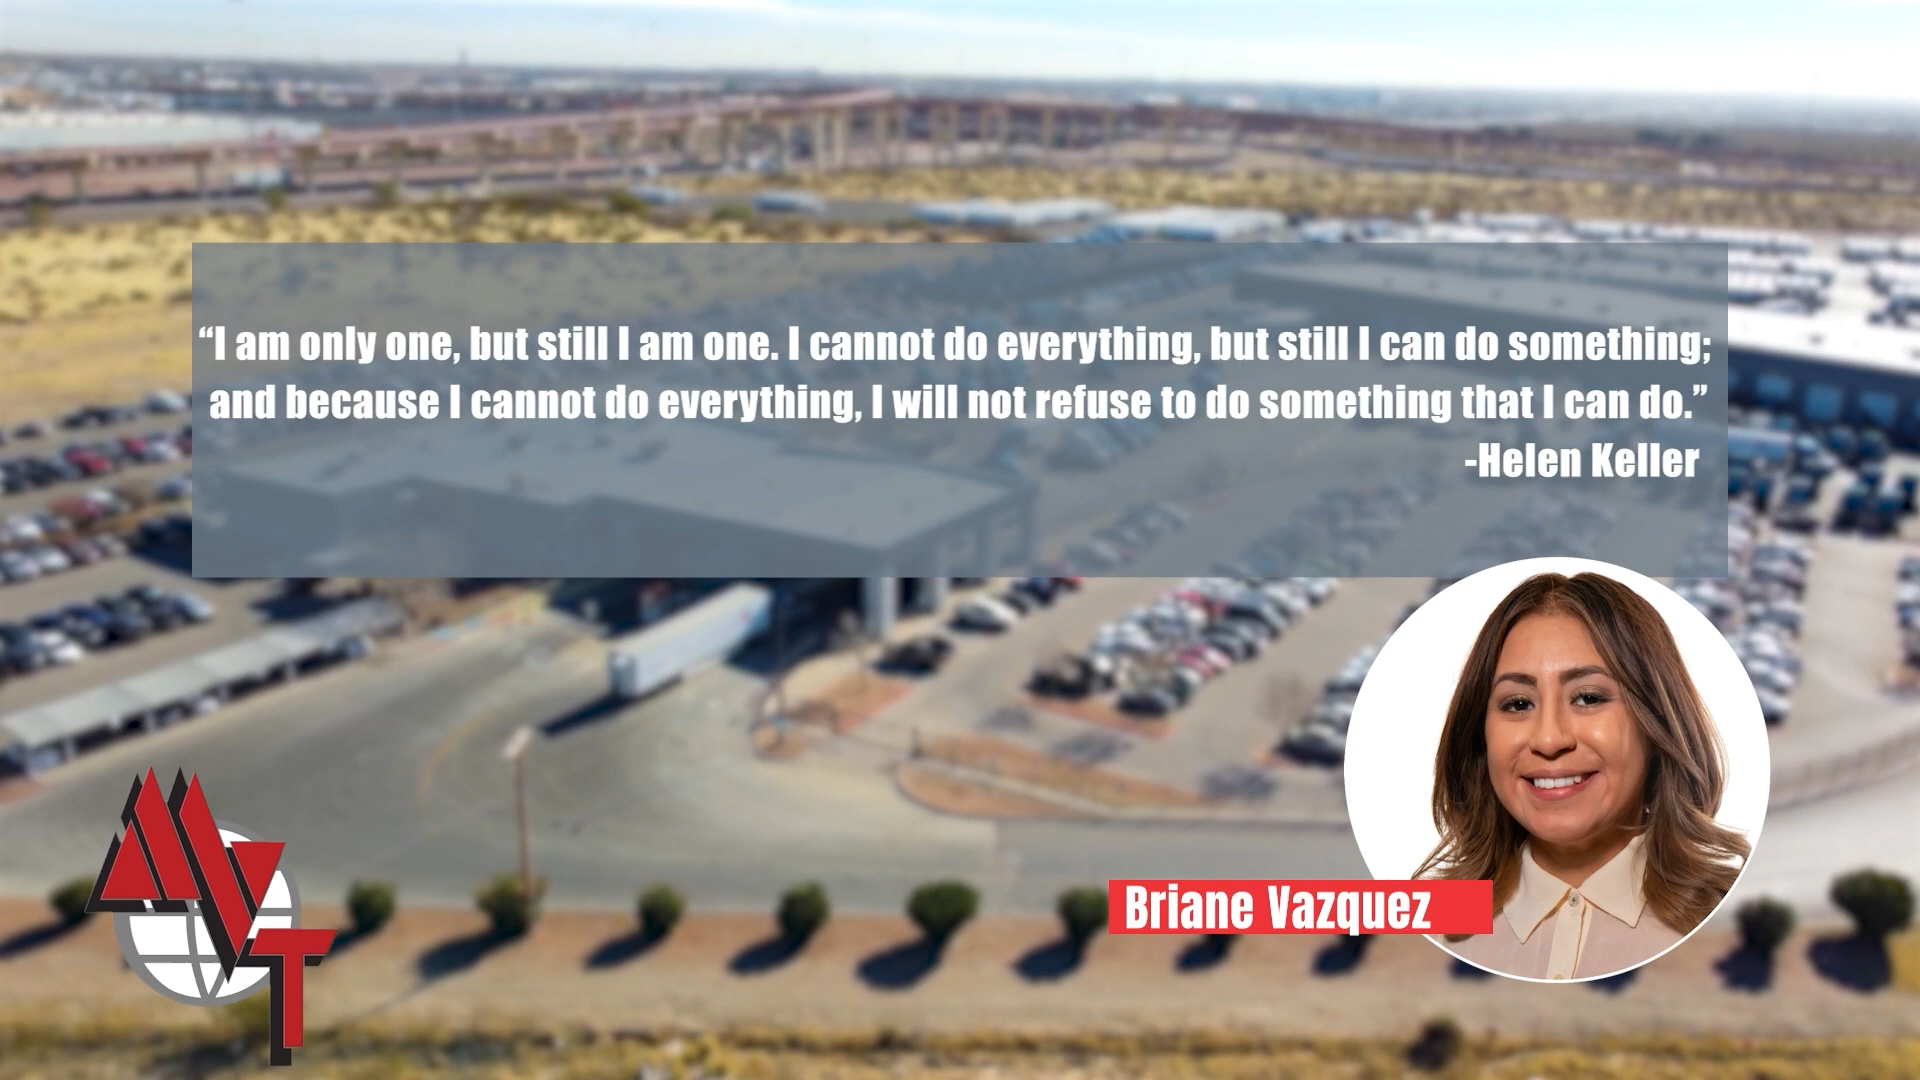 “I am only one, but still I am one. I cannot do everything, but still I can do something;
and because I cannot do everything, I will not refuse to do something that I can do.”
-Helen Keller
Briane Vazquez
MVT